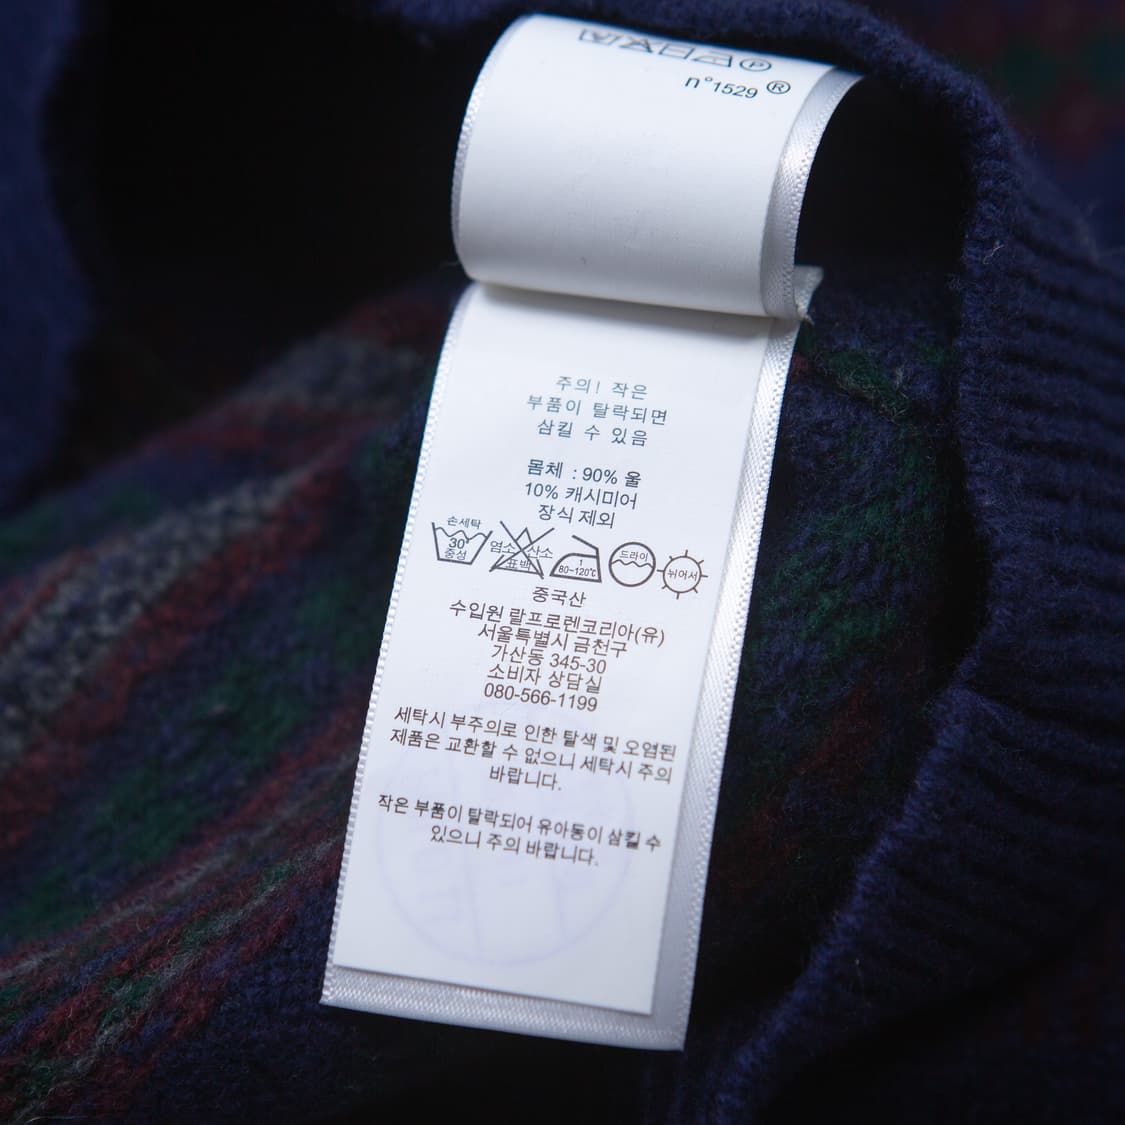 P
n°1529 ®
주의! 작은
부품이 탈락되면
삼킬 수 있음
몸체 : 90% 울
10% 캐시미어
장식 제외
손세탁
30°
중성
염소 산소
표백
1
80~120℃
드라이
뉘어서
중국산
수입원 랄프로렌코리아(유)
서울특별시 금천구
가산동 345-30
소비자 상담실
080-566-1199
세탁시 부주의로 인한 탈색 및 오염된
제품은 교환할 수 없으니 세탁시 주의
바랍니다.
작은 부품이 탈락되어 유아동이 삼킬 수
있으니 주의 바랍니다.